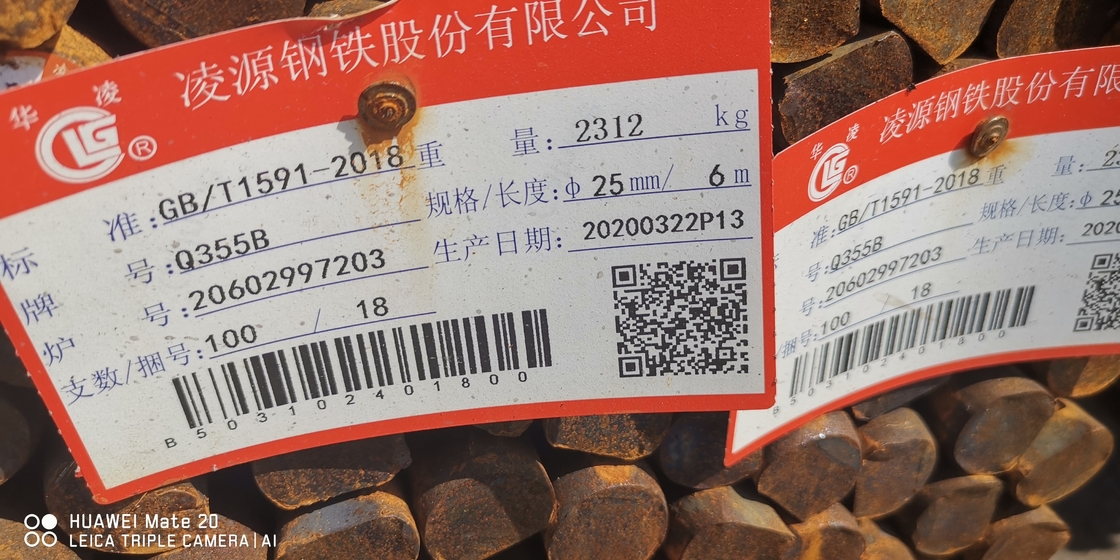 华凌
凌源钢铁股份有限公司
CLG ®
标准:GB/T1591-2018 重量:2312 kg
牌号:Q355B 规格/长度:φ25mm/ 6m
炉号:20602997203 生产日期:20200322P13
支数/捆号:100 / 18
B503102401800
华凌
凌源钢铁股份有限
CLG ®
准:GB/T1591-2018 重量:
号:Q355B 规格/长度:φ
号:20602997203 生产日期:
/捆号:100 18
B503102401800
HUAWEI Mate 20
LEICA TRIPLE CAMERA|AI